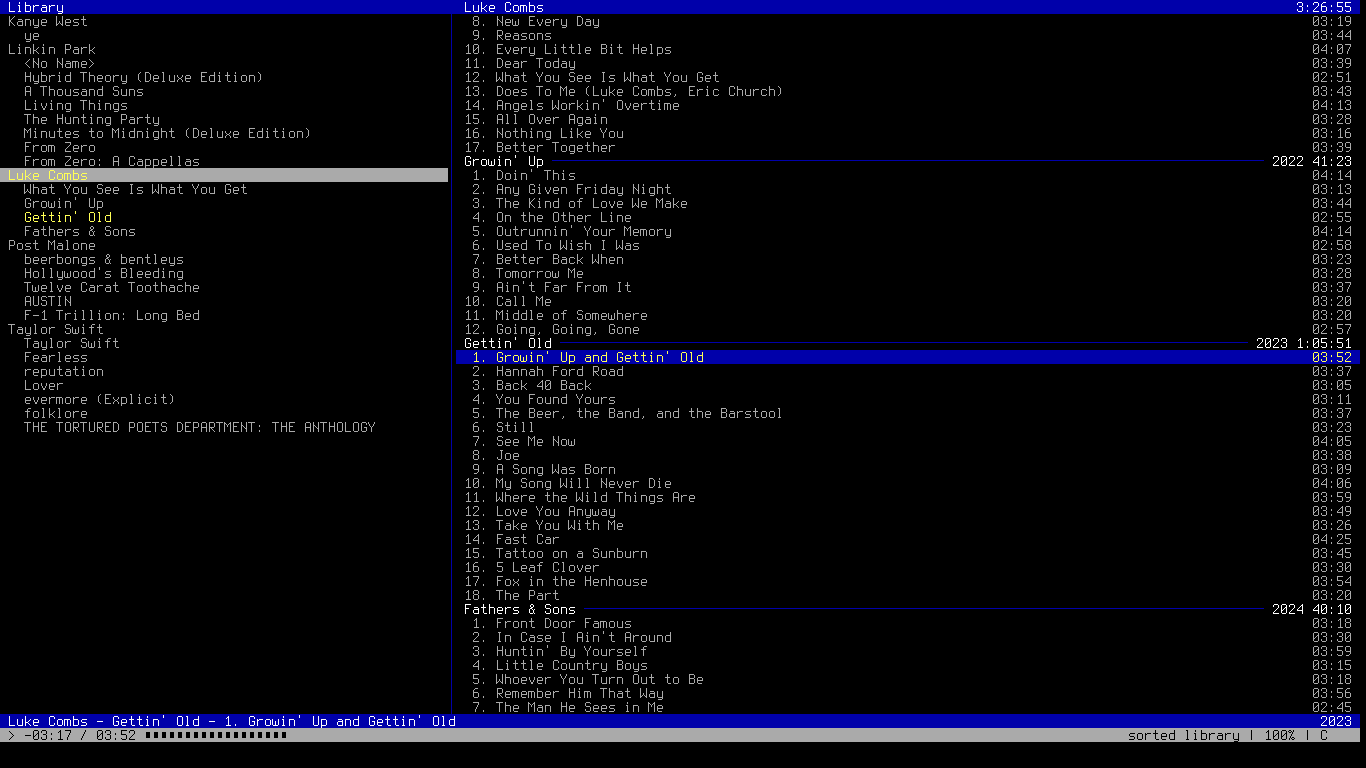 Library
Kanye West
ye
Linkin Park
<No Name>
Hybrid Theory (Deluxe Edition)
A Thousand Suns
Living Things
The Hunting Party
Minutes to Midnight (Deluxe Edition)
From Zero
From Zero: A Cappellas
Luke Combs
What You See Is What You Get
Growin' Up
Gettin' Old
Fathers & Sons
Post Malone
beerbongs & bentleys
Hollywood's Bleeding
Twelve Carat Toothache
AUSTIN
F-1 Trillion: Long Bed
Taylor Swift
Taylor Swift
Fearless
reputation
Lover
evermore (Explicit)
folklore
THE TORTURED POETS DEPARTMENT: THE ANTHOLOGY
Luke Combs 3:26:55
8. New Every Day 03:19
9. Reasons 03:44
10. Every Little Bit Helps 04:07
11. Dear Today 03:39
12. What You See Is What You Get 02:51
13. Does To Me (Luke Combs, Eric Church) 03:43
14. Angels Workin' Overtime 04:13
15. All Over Again 03:28
16. Nothing Like You 03:16
17. Better Together 03:39
Growin' Up 2022 41:23
1. Doin' This 04:14
2. Any Given Friday Night 03:13
3. The Kind of Love We Make 03:44
4. On the Other Line 02:55
5. Outrunnin' Your Memory 04:14
6. Used To Wish I Was 02:58
7. Better Back When 03:23
8. Tomorrow Me 03:28
9. Ain't Far From It 03:37
10. Call Me 03:20
11. Middle of Somewhere 03:20
12. Going, Going, Gone 02:57
Gettin' Old 2023 1:05:51
1. Growin' Up and Gettin' Old 03:52
2. Hannah Ford Road 03:37
3. Back 40 Back 03:05
4. You Found Yours 03:11
5. The Beer, the Band, and the Barstool 03:37
6. Still 03:23
7. See Me Now 04:05
8. Joe 03:38
9. A Song Was Born 03:09
10. My Song Will Never Die 04:06
11. Where the Wild Things Are 03:59
12. Love You Anyway 03:49
13. Take You With Me 03:26
14. Fast Car 04:25
15. Tattoo on a Sunburn 03:45
16. 5 Leaf Clover 03:30
17. Fox in the Henhouse 03:54
18. The Part 03:20
Fathers & Sons 2024 40:10
1. Front Door Famous 03:18
2. In Case I Ain't Around 03:30
3. Huntin' By Yourself 03:59
4. Little Country Boys 03:15
5. Whoever You Turn Out to Be 03:18
6. Remember Him That Way 03:56
7. The Man He Sees in Me 02:45
Luke Combs - Gettin' Old - 1. Growin' Up and Gettin' Old 2023
> -03:17 / 03:52 sorted library | 100% | C